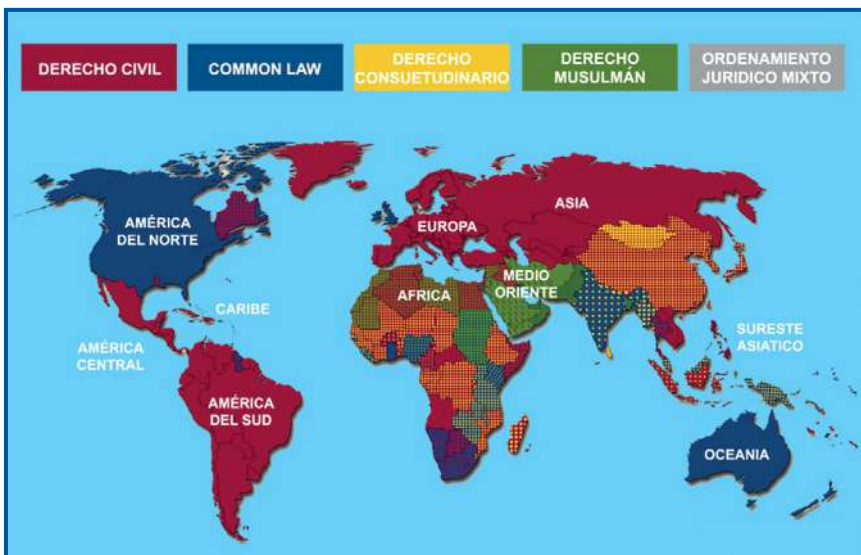 DERECHO CIVIL
COMMON LAW
DERECHO
CONSUETUDINARIO
DERECHO
MUSULMÁN
ORDENAMIENTO
JURIDICO MIXTO
AMÉRICA
DEL NORTE
EUROPA
ASIA
MEDIO
ORIENTE
AFRICA
CARIBE
AMÉRICA
CENTRAL
SURESTE
ASIATICO
AMÉRICA
DEL SUD
OCEANIA